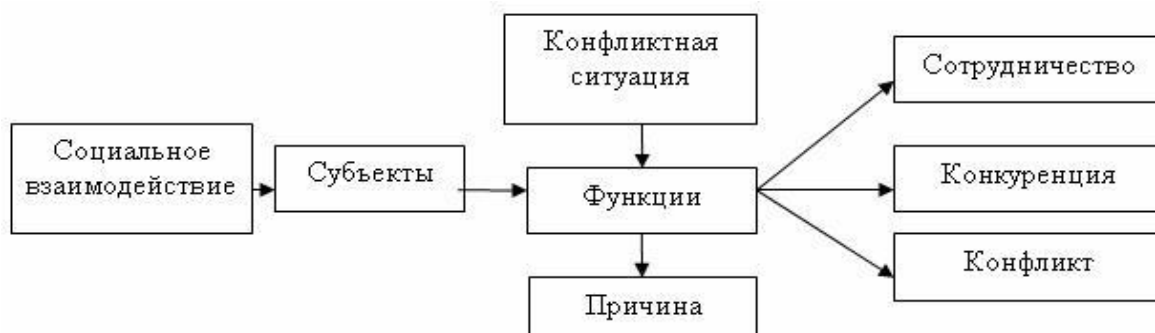 Социальное
взаимодействие
Субъекты
Конфликтная
ситуация
Функции
Причина
Сотрудничество
Конкуренция
Конфликт